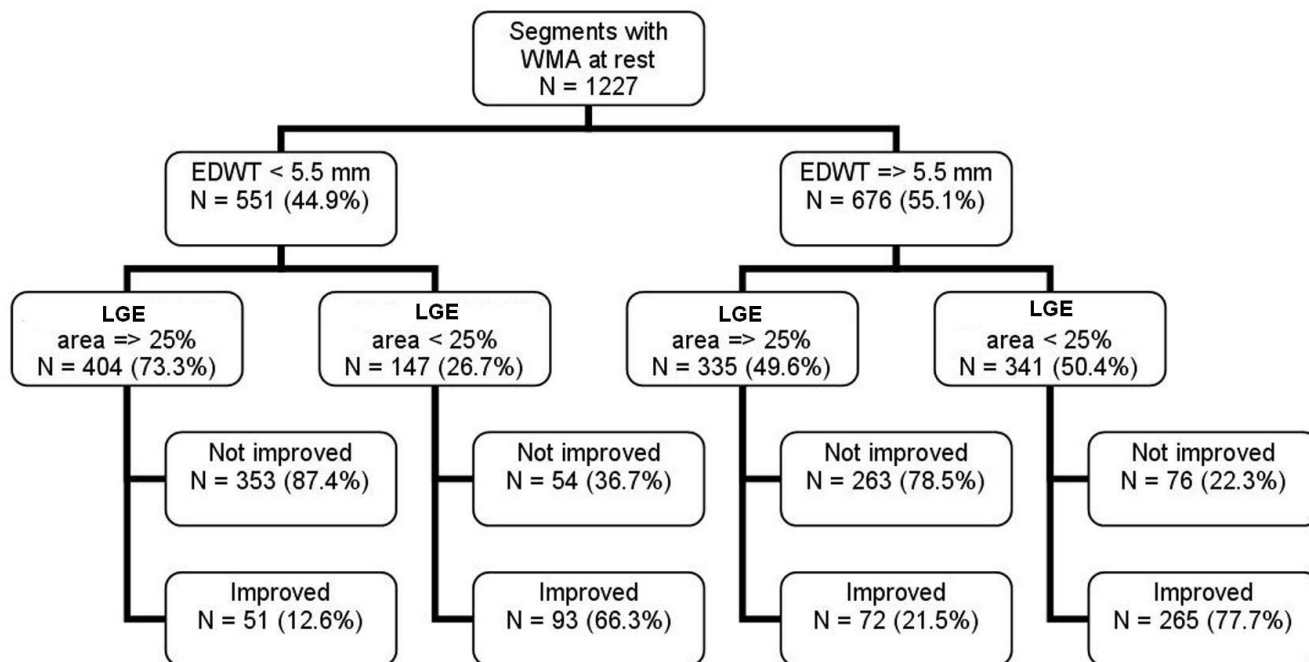 Segments with
WMA at rest
N = 1227
EDWT < 5.5 mm
N = 551 (44.9%)
EDWT => 5.5 mm
N = 676 (55.1%)
LGE
area => 25%
N = 404 (73.3%)
LGE
area < 25%
N = 147 (26.7%)
LGE
area => 25%
N = 335 (49.6%)
LGE
area < 25%
N = 341 (50.4%)
Not improved
N = 353 (87.4%)
Not improved
N = 54 (36.7%)
Not improved
N = 263 (78.5%)
Not improved
N = 76 (22.3%)
Improved
N = 51 (12.6%)
Improved
N = 93 (66.3%)
Improved
N = 72 (21.5%)
Improved
N = 265 (77.7%)